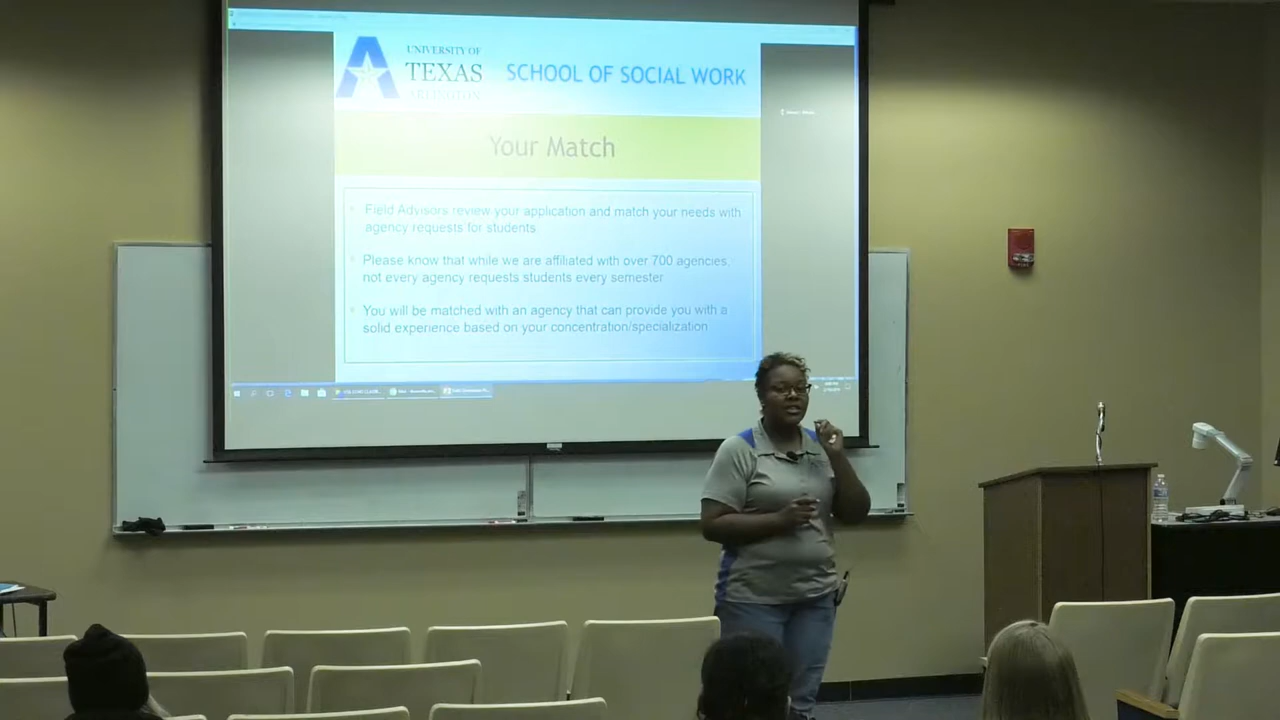 UNIVERSITY OF
TEXAS
ARLINGTON
SCHOOL OF SOCIAL WORK
Your Match
Field Advisors review your application and match your needs with
agency requests for students
Please know that while we are affiliated with over 700 agencies,
not every agency requests students every semester
You will be matched with an agency that can provide you with a
solid experience based on your concentration/specialization